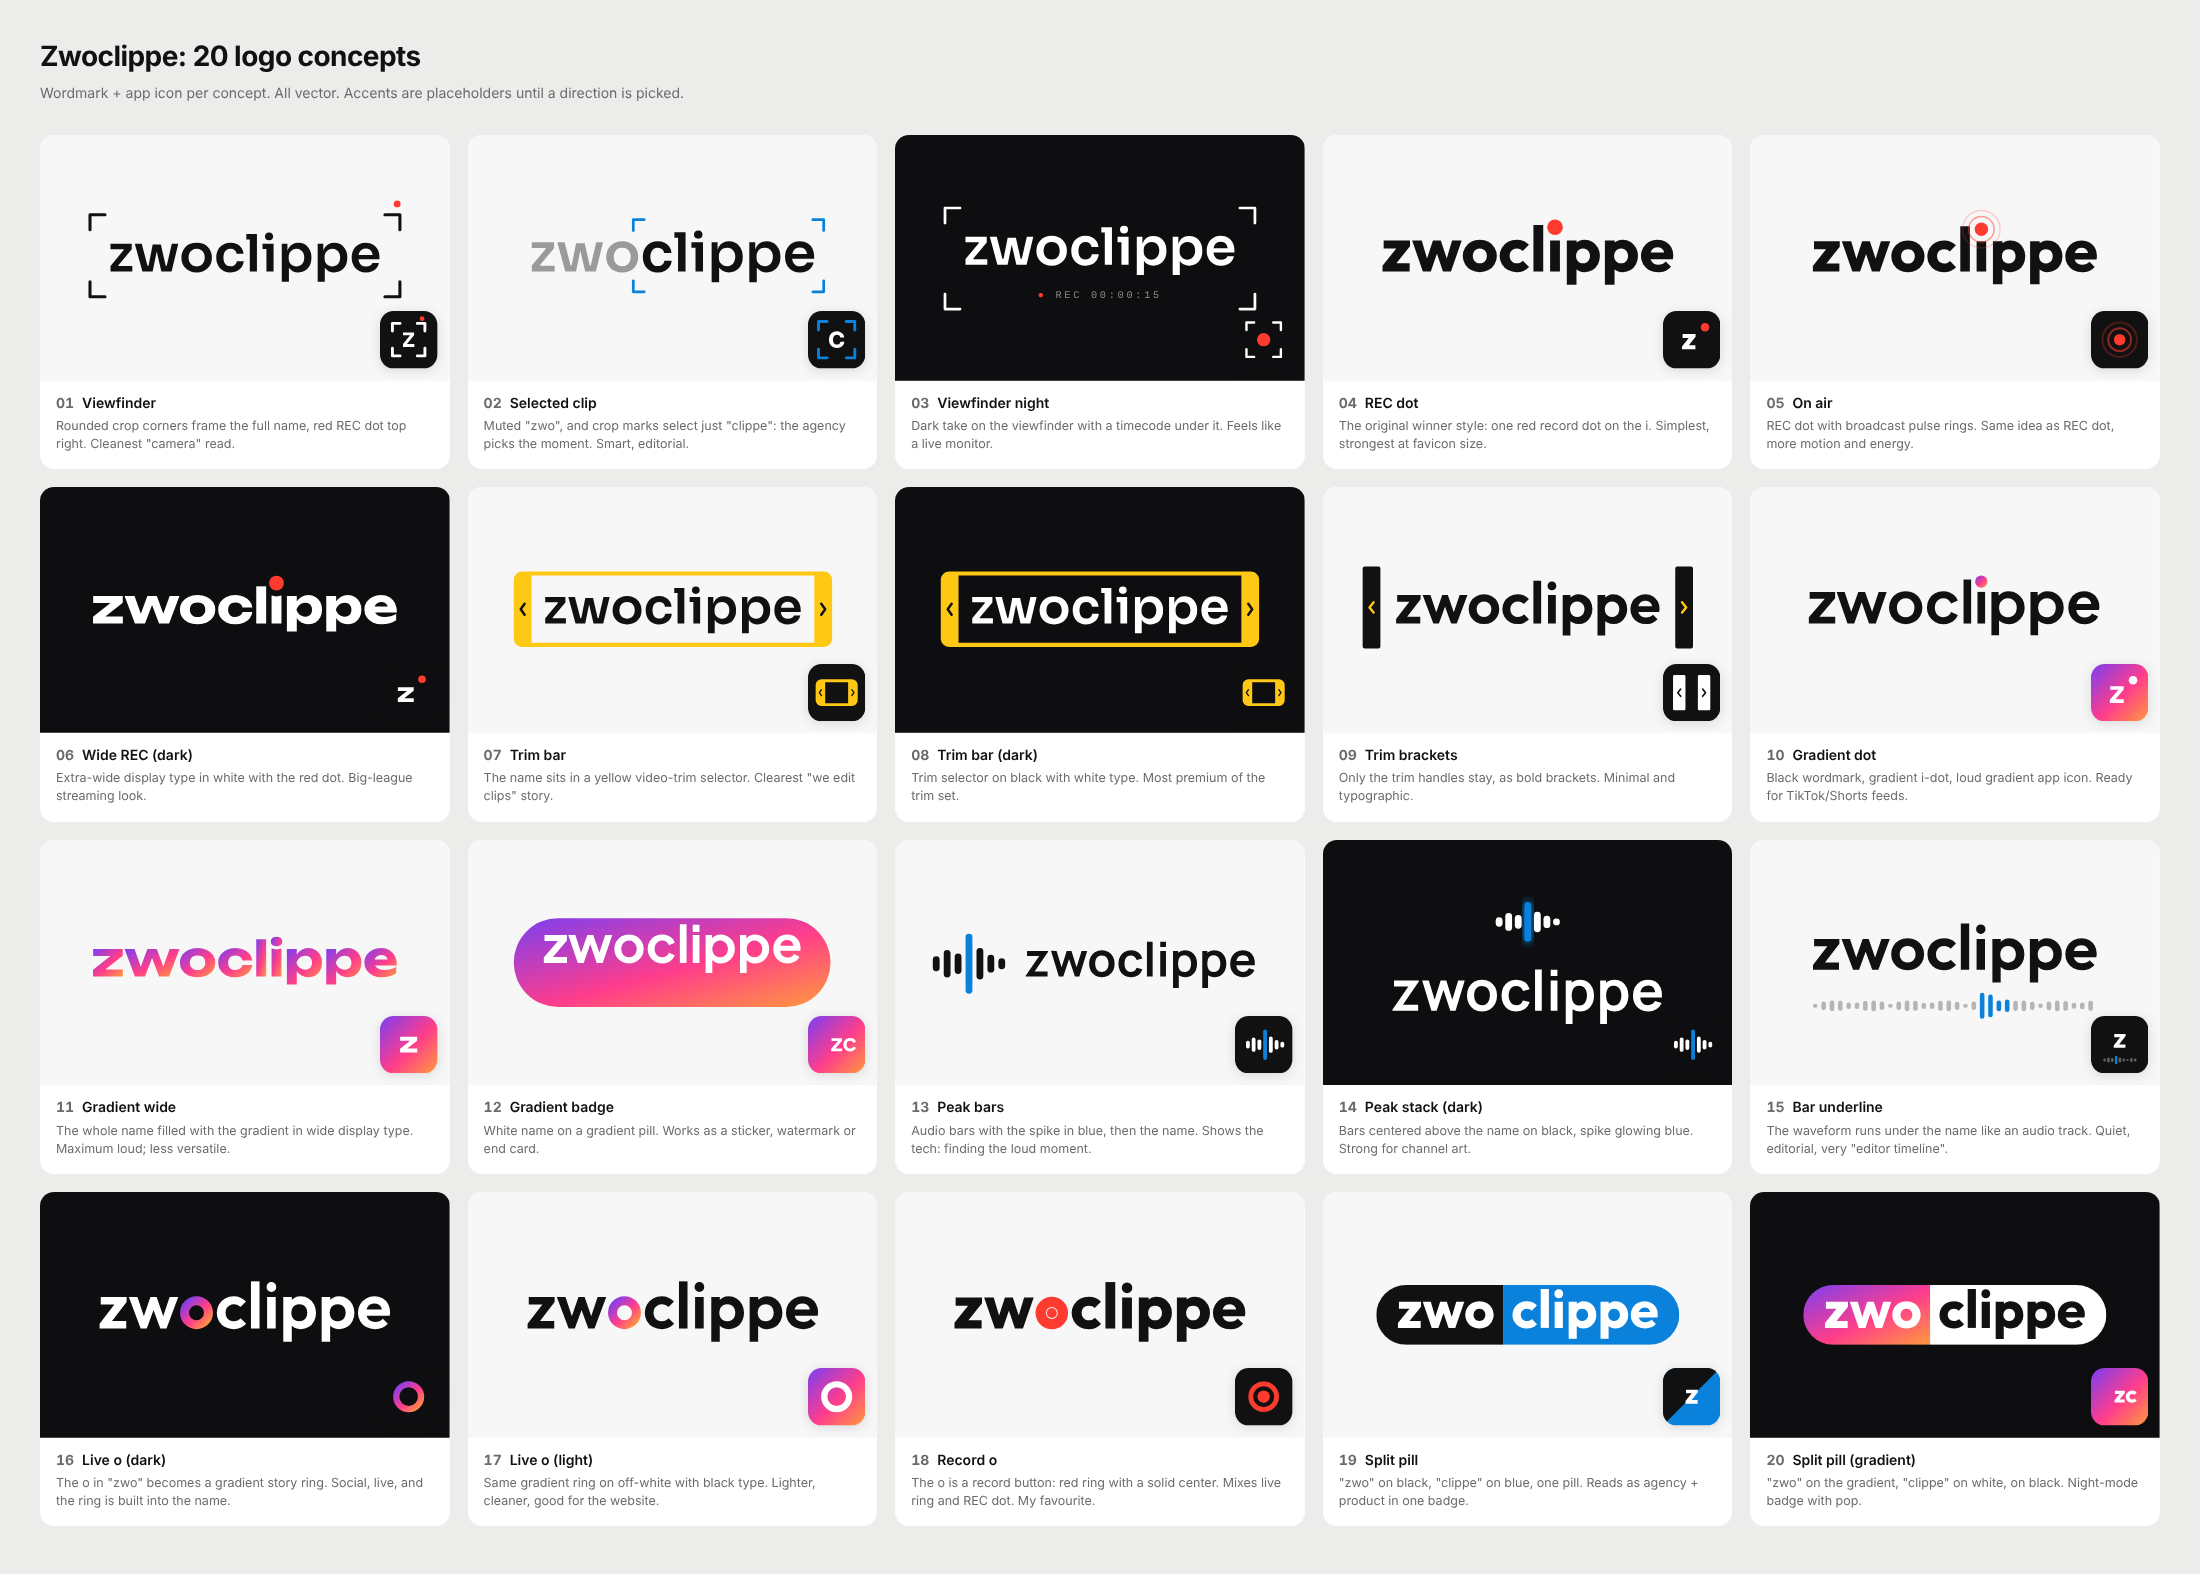 Zwoclippe: 20 logo concepts
Wordmark + app icon per concept. All vector. Accents are placeholders until a direction is picked.
zwoclippe
Z
01 Viewfinder
Rounded crop corners frame the full name, red REC dot top
right. Cleanest "camera" read.
zwoclippe
C
02 Selected clip
Muted "zwo", and crop marks select just "clippe": the agency
picks the moment. Smart, editorial.
zwoclippe
REC 00:00:15
03 Viewfinder night
Dark take on the viewfinder with a timecode under it. Feels like
a live monitor.
zwoclippe
z
04 REC dot
The original winner style: one red record dot on the i. Simplest,
strongest at favicon size.
zwoclippe
05 On air
REC dot with broadcast pulse rings. Same idea as REC dot,
more motion and energy.
zwoclippe
z
06 Wide REC (dark)
Extra-wide display type in white with the red dot. Big-league
streaming look.
zwoclippe
07 Trim bar
The name sits in a yellow video-trim selector. Clearest "we edit
clips" story.
zwoclippe
08 Trim bar (dark)
Trim selector on black with white type. Most premium of the
trim set.
zwoclippe
09 Trim brackets
Only the trim handles stay, as bold brackets. Minimal and
typographic.
zwoclippe
z
10 Gradient dot
Black wordmark, gradient i-dot, loud gradient app icon. Ready
for TikTok/Shorts feeds.
zwoclippe
z
11 Gradient wide
The whole name filled with the gradient in wide display type.
Maximum loud; less versatile.
zwoclippe
zc
12 Gradient badge
White name on a gradient pill. Works as a sticker, watermark or
end card.
zwoclippe
13 Peak bars
Audio bars with the spike in blue, then the name. Shows the
tech: finding the loud moment.
zwoclippe
14 Peak stack (dark)
Bars centered above the name on black, spike glowing blue.
Strong for channel art.
zwoclippe
z
15 Bar underline
The waveform runs under the name like an audio track. Quiet,
editorial, very "editor timeline".
zwoclippe
16 Live o (dark)
The o in "zwo" becomes a gradient story ring. Social, live, and
the ring is built into the name.
zwoclippe
17 Live o (light)
Same gradient ring on off-white with black type. Lighter,
cleaner, good for the website.
zwoclippe
18 Record o
The o is a record button: red ring with a solid center. Mixes live
ring and REC dot. My favourite.
zwo clippe
z
19 Split pill
"zwo" on black, "clippe" on blue, one pill. Reads as agency +
product in one badge.
zwo clippe
zc
20 Split pill (gradient)
"zwo" on the gradient, "clippe" on white, on black. Night-mode
badge with pop.